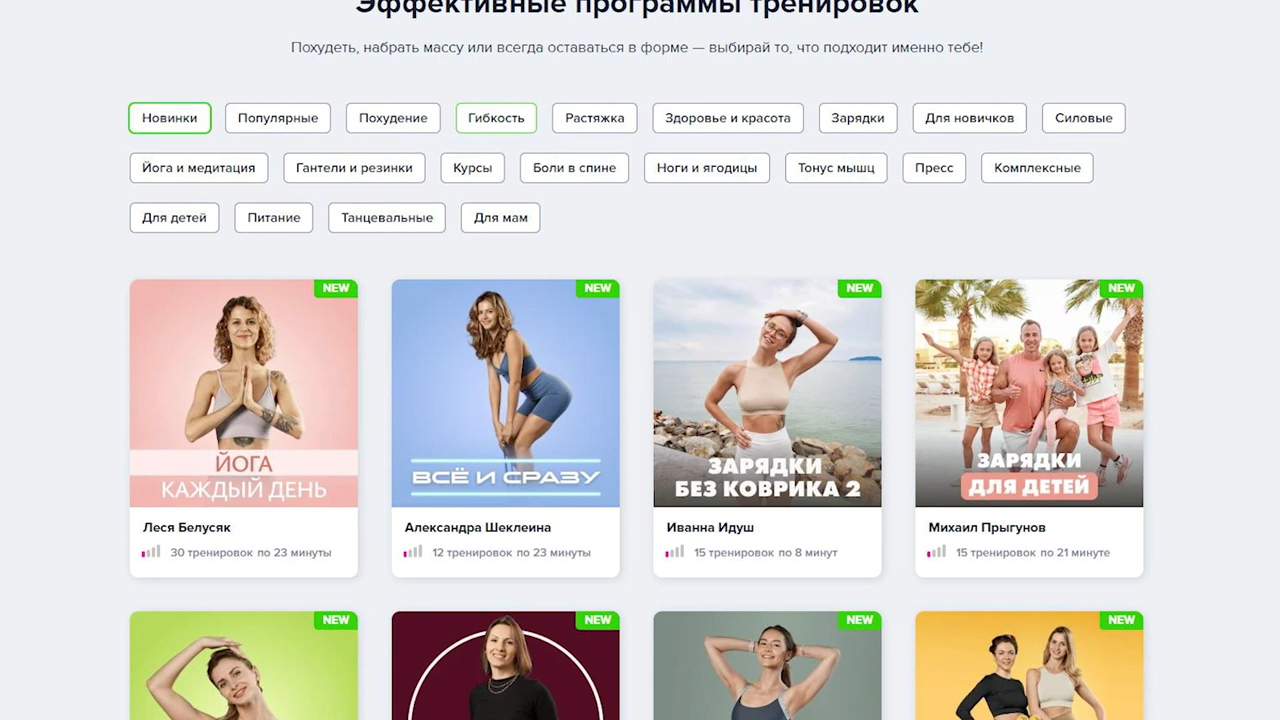 Эффективные программы тренировок
Похудеть, набрать массу или всегда оставаться в форме — выбирай то, что подходит именно тебе!
Новинки Популярные Похудение Гибкость Растяжка Здоровье и красота Зарядки Для новичков Силовые
Йога и медитация Гантели и резинки Курсы Боли в спине Ноги и ягодицы Тонус мышц Пресс Комплексные
Для детей Питание Танцевальные Для мам
NEW NEW NEW NEW
ЙОГА
КАЖДЫЙ ДЕНЬ
ВСЁ И СРАЗУ
ЗАРЯДКИ
БЕЗ КОВРИКА 2
ЗАРЯДКИ
ДЛЯ ДЕТЕЙ
Леся Белусяк
30 тренировок по 23 минуты
Александра Шеклеина
12 тренировок по 23 минуты
Иванна Идуш
15 тренировок по 8 минут
Михаил Прыгунов
15 тренировок по 21 минуте
NEW NEW NEW NEW